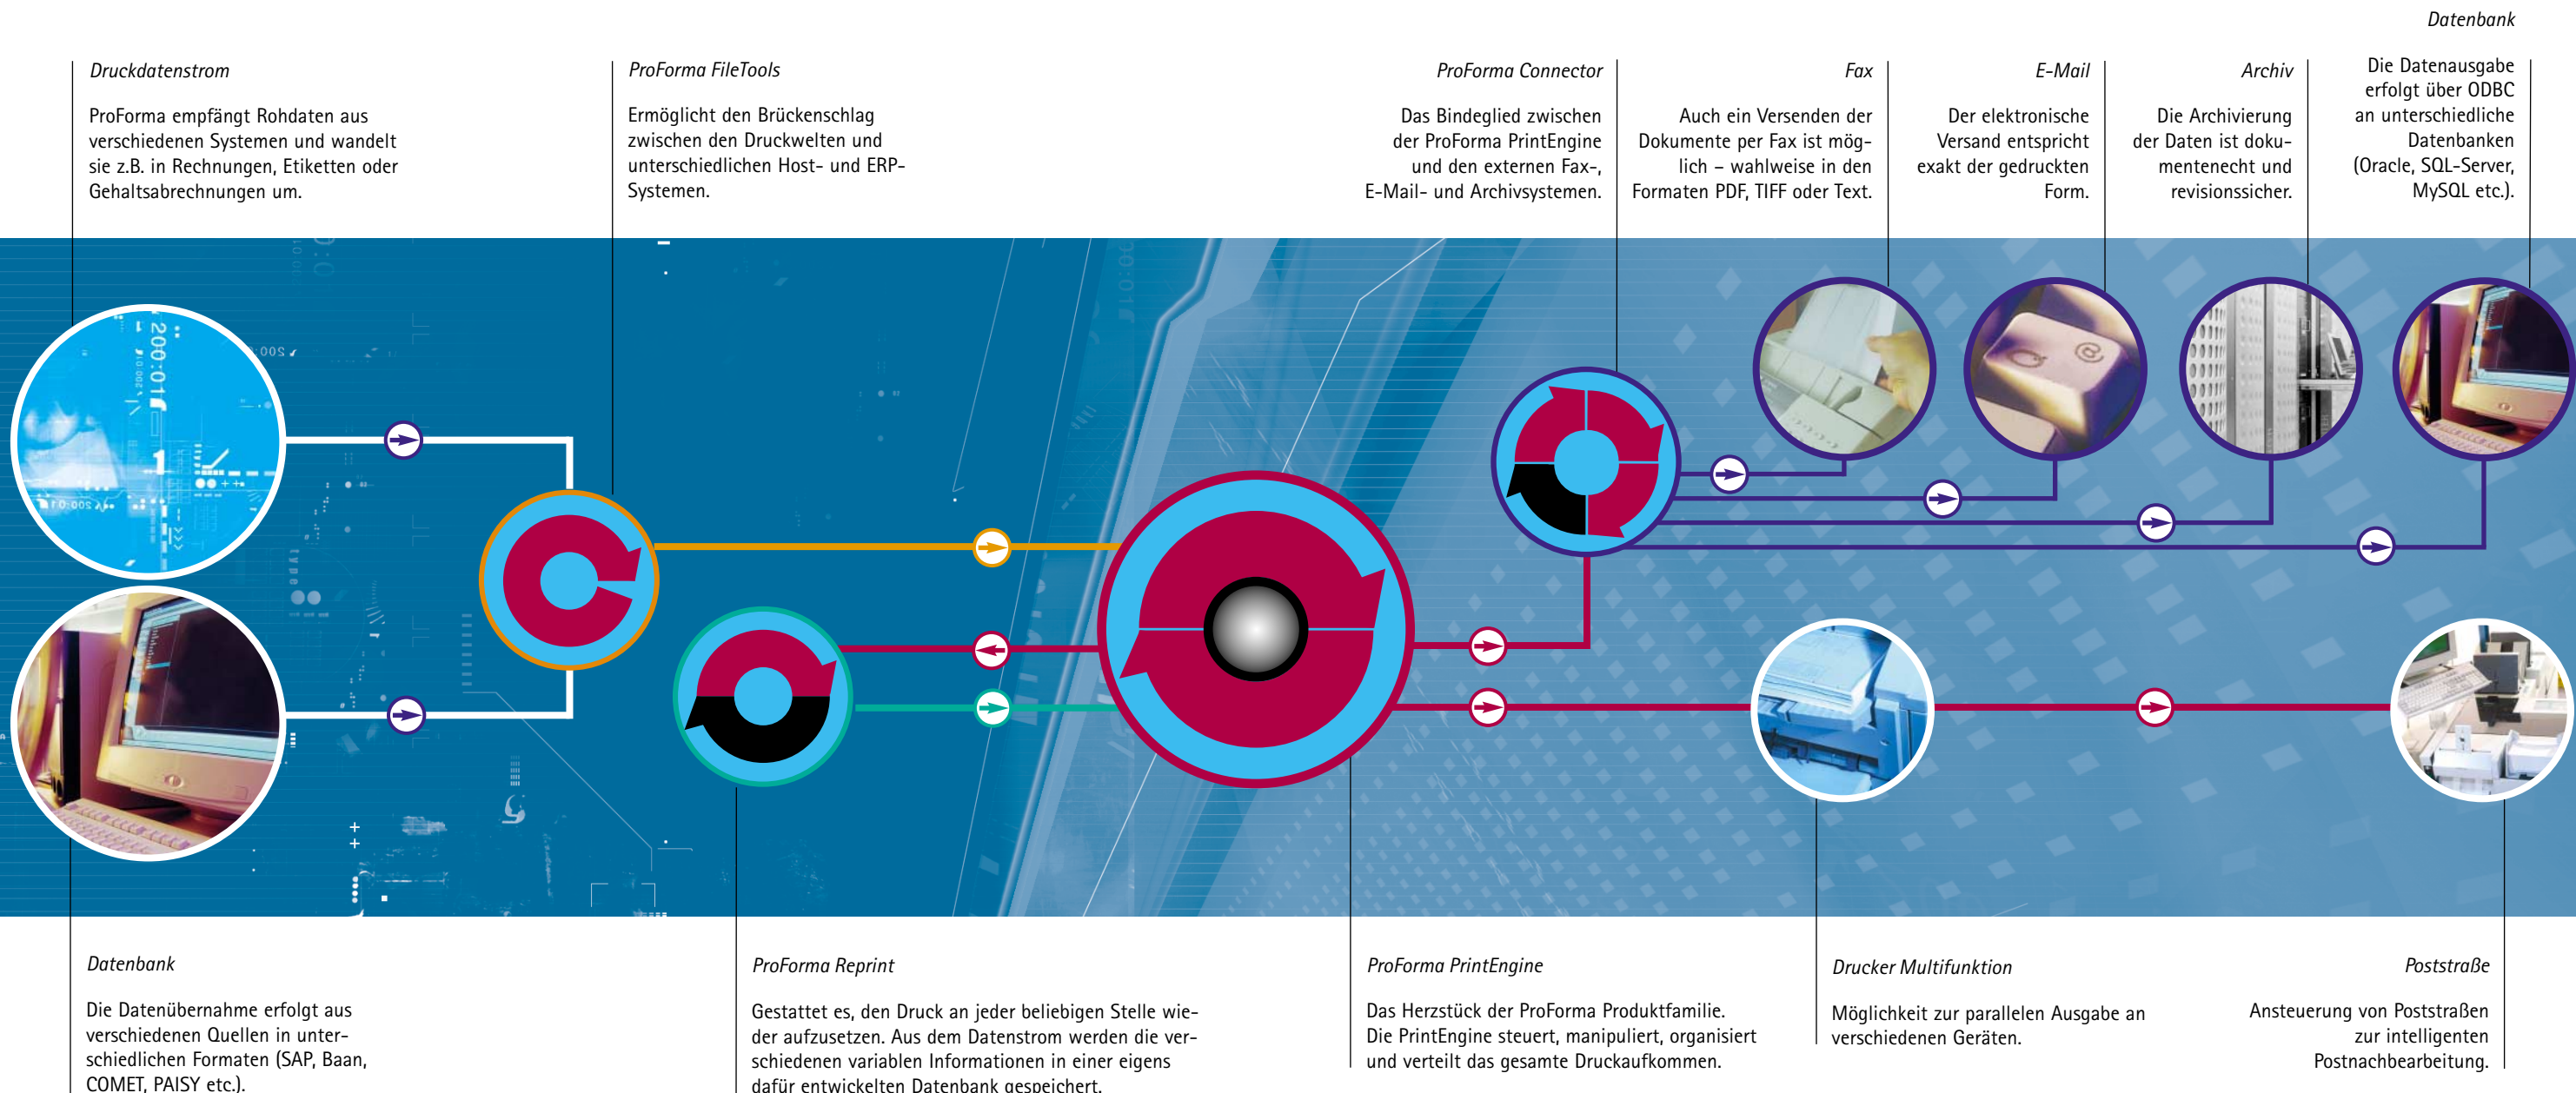 Druckdatenstrom
ProForma empfängt Rohdaten aus
verschiedenen Systemen und wandelt
sie z.B. in Rechnungen, Etiketten oder
Gehaltsabrechnungen um.
ProForma FileTools
Ermöglicht den Brückenschlag
zwischen den Druckwelten und
unterschiedlichen Host- und ERP-
Systemen.
ProForma Connector
Das Bindeglied zwischen
der ProForma PrintEngine
und den externen Fax-,
E-Mail- und Archivsystemen.
Fax
Auch ein Versenden der
Dokumente per Fax ist mög-
lich – wahlweise in den
Formaten PDF, TIFF oder Text.
E-Mail
Der elektronische
Versand entspricht
exakt der gedruckten
Form.
Archiv
Die Archivierung
der Daten ist doku-
mentenecht und
revisionssicher.
Datenbank
Die Datenausgabe
erfolgt über ODBC
an unterschiedliche
Datenbanken
(Oracle, SQL-Server,
MySQL etc.).
200:01
1
Q @
Datenbank
Die Datenübernahme erfolgt aus
verschiedenen Quellen in unter-
schiedlichen Formaten (SAP, Baan,
COMET, PAISY etc.).
ProForma Reprint
Gestattet es, den Druck an jeder beliebigen Stelle wie-
der aufzusetzen. Aus dem Datenstrom werden die ver-
schiedenen variablen Informationen in einer eigens
dafür entwickelten Datenbank gespeichert.
ProForma PrintEngine
Das Herzstück der ProForma Produktfamilie.
Die PrintEngine steuert, manipuliert, organisiert
und verteilt das gesamte Druckaufkommen.
Drucker Multifunktion
Möglichkeit zur parallelen Ausgabe an
verschiedenen Geräten.
Poststraße
Ansteuerung von Poststraßen
zur intelligenten
Postnachbearbeitung.